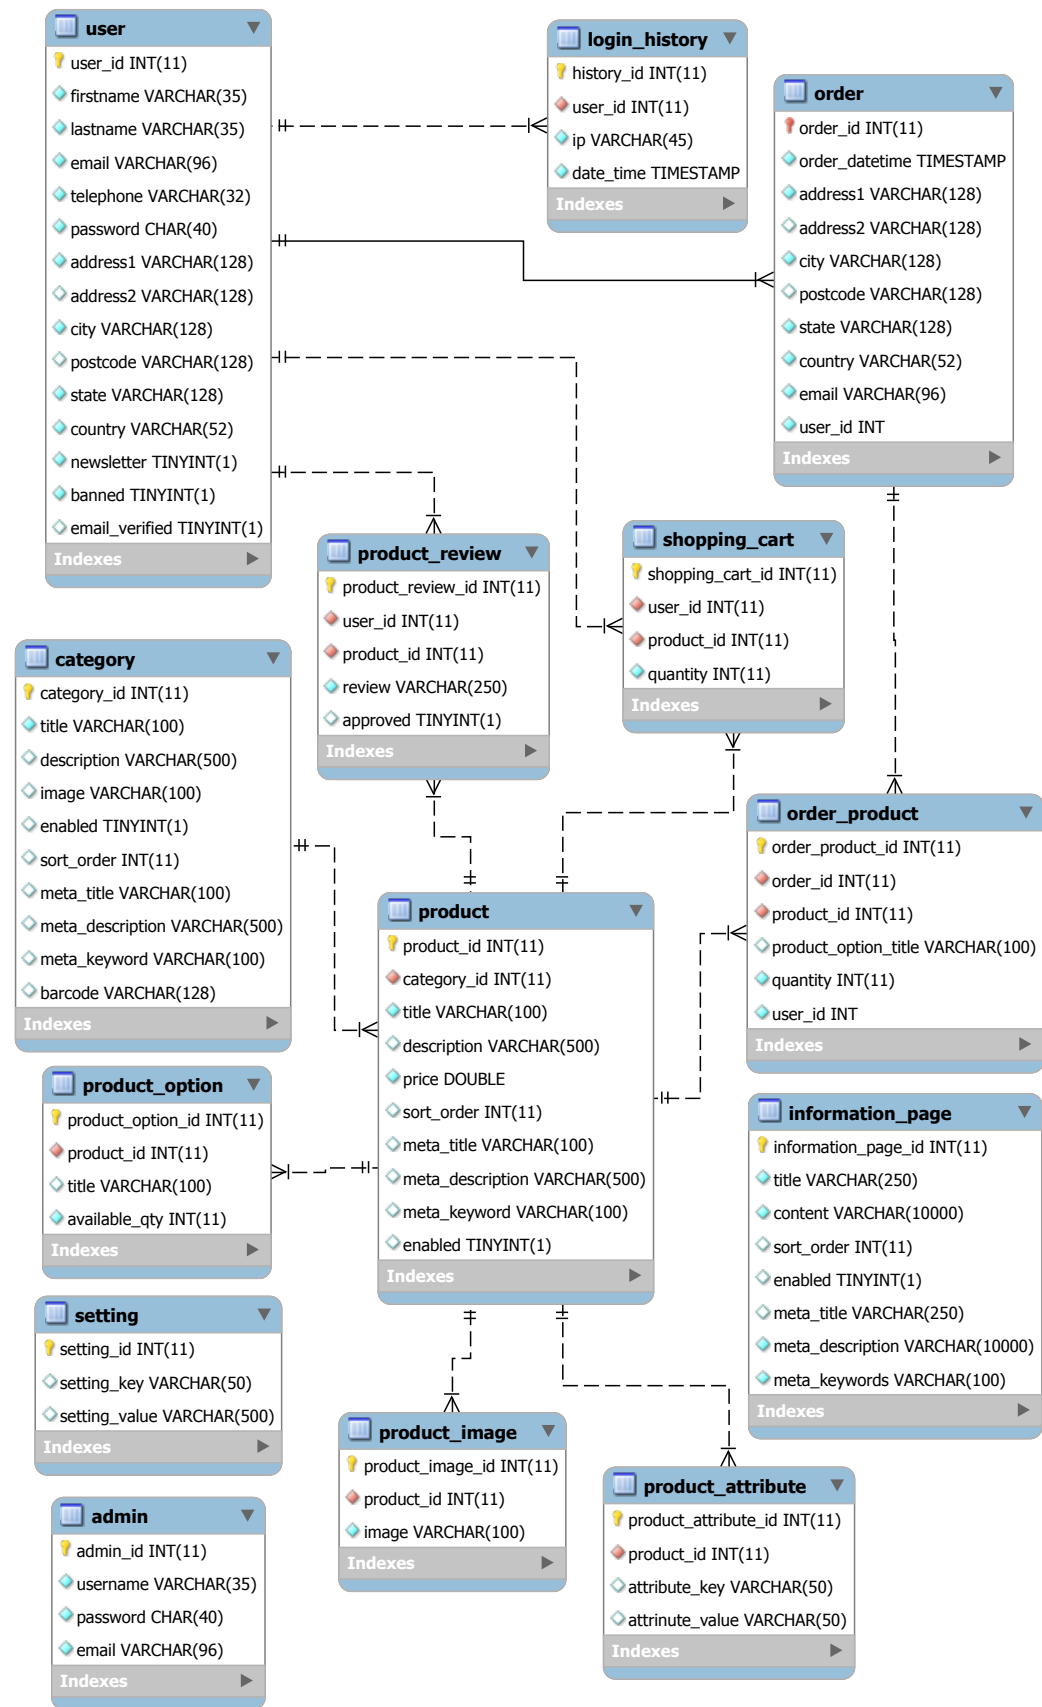 user
user_id INT(11)
firstname VARCHAR(35)
lastname VARCHAR(35)
email VARCHAR(96)
telephone VARCHAR(32)
password CHAR(40)
address1 VARCHAR(128)
address2 VARCHAR(128)
city VARCHAR(128)
postcode VARCHAR(128)
state VARCHAR(128)
country VARCHAR(52)
newsletter TINYINT(1)
banned TINYINT(1)
email_verified TINYINT(1)
Indexes
login_history
history_id INT(11)
user_id INT(11)
ip VARCHAR(45)
date_time TIMESTAMP
Indexes
order
order_id INT(11)
order_datetime TIMESTAMP
address1 VARCHAR(128)
address2 VARCHAR(128)
city VARCHAR(128)
postcode VARCHAR(128)
state VARCHAR(128)
country VARCHAR(52)
email VARCHAR(96)
user_id INT
Indexes
product_review
product_review_id INT(11)
user_id INT(11)
product_id INT(11)
review VARCHAR(250)
approved TINYINT(1)
Indexes
shopping_cart
shopping_cart_id INT(11)
user_id INT(11)
product_id INT(11)
quantity INT(11)
Indexes
category
category_id INT(11)
title VARCHAR(100)
description VARCHAR(500)
image VARCHAR(100)
enabled TINYINT(1)
sort_order INT(11)
meta_title VARCHAR(100)
meta_description VARCHAR(500)
meta_keyword VARCHAR(100)
barcode VARCHAR(128)
Indexes
order_product
order_product_id INT(11)
order_id INT(11)
product_id INT(11)
product_option_title VARCHAR(100)
quantity INT(11)
user_id INT
Indexes
product
product_id INT(11)
category_id INT(11)
title VARCHAR(100)
description VARCHAR(500)
price DOUBLE
sort_order INT(11)
meta_title VARCHAR(100)
meta_description VARCHAR(500)
meta_keyword VARCHAR(100)
enabled TINYINT(1)
Indexes
product_option
product_option_id INT(11)
product_id INT(11)
title VARCHAR(100)
available_qty INT(11)
Indexes
information_page
information_page_id INT(11)
title VARCHAR(250)
content VARCHAR(10000)
sort_order INT(11)
enabled TINYINT(1)
meta_title VARCHAR(250)
meta_description VARCHAR(10000)
meta_keywords VARCHAR(100)
Indexes
setting
setting_id INT(11)
setting_key VARCHAR(50)
setting_value VARCHAR(500)
Indexes
product_image
product_image_id INT(11)
product_id INT(11)
image VARCHAR(100)
Indexes
product_attribute
product_attribute_id INT(11)
product_id INT(11)
attribute_key VARCHAR(50)
attrinute_value VARCHAR(50)
Indexes
admin
admin_id INT(11)
username VARCHAR(35)
password CHAR(40)
email VARCHAR(96)
Indexes